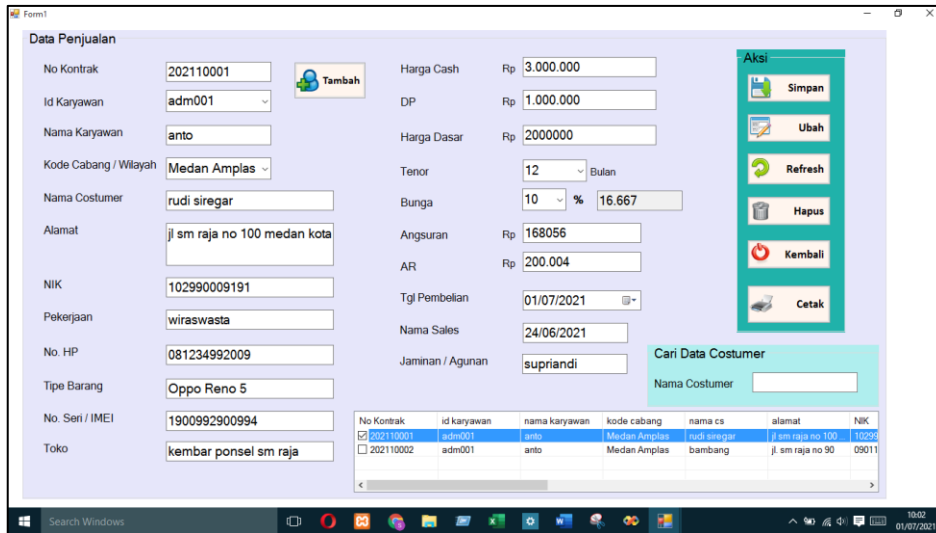 Form1
Data Penjualan
No Kontrak 202110001 Tambah
Id Karyawan adm001
Nama Karyawan anto
Kode Cabang / Wilayah Medan Amplas
Nama Costumer rudi siregar
Alamat jl sm raja no 100 medan kota
NIK 102990009191
Pekerjaan wiraswasta
No. HP 081234992009
Tipe Barang Oppo Reno 5
No. Seri / IMEI 1900992900994
Toko kembar ponsel sm raja
Harga Cash Rp 3.000.000
DP Rp 1.000.000
Harga Dasar Rp 2000000
Tenor 12 Bulan
Bunga 10 % 16.667
Angsuran Rp 168056
AR Rp 200.004
Tgl Pembelian 01/07/2021
Nama Sales 24/06/2021
Jaminan / Agunan supriandi
Aksi
Simpan
Ubah
Refresh
Hapus
Kembali
Cetak
Cari Data Costumer
Nama Costumer
No Kontrak id karyawan nama karyawan kode cabang nama cs alamat NIK
202110001 adm001 anto Medan Amplas rudi siregar jl sm raja no 100 ... 10299
202110002 adm001 anto Medan Amplas bambang jl. sm raja no 90 09011
Search Windows
10:02
01/07/2021